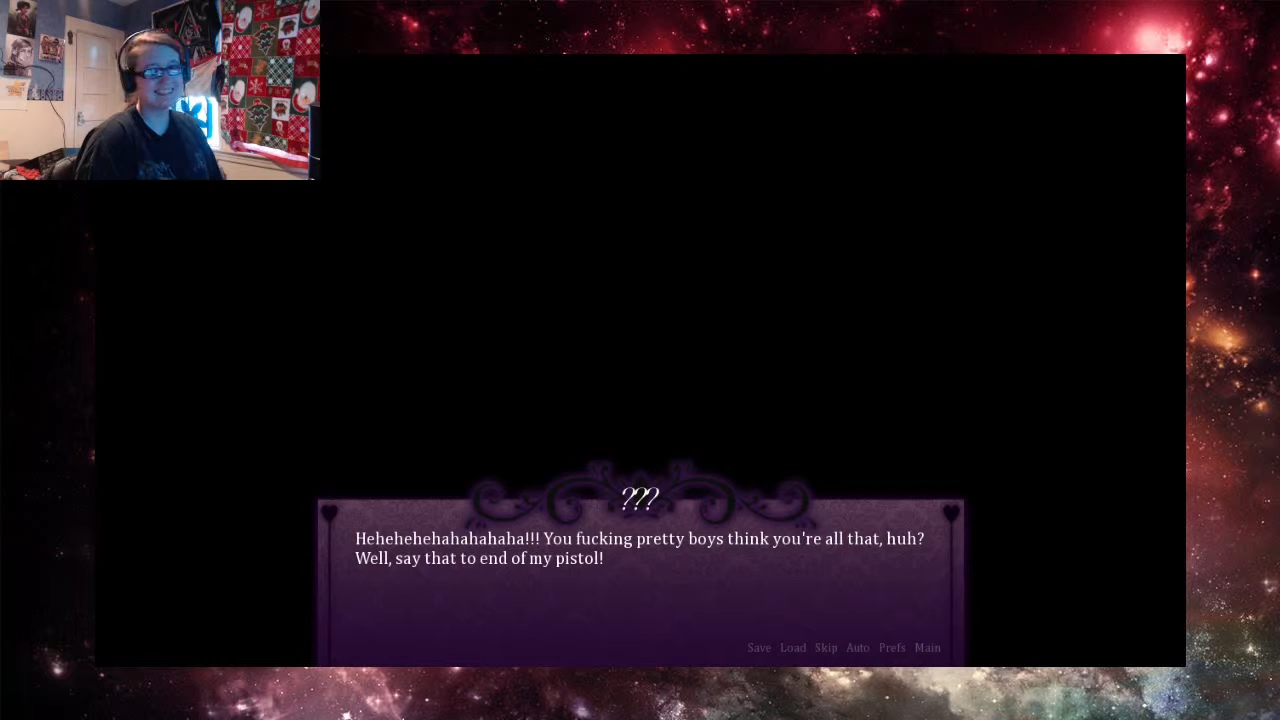 ???
Hehehehehahahahaha!!! You fucking pretty boys think you're all that, huh?
Well, say that to end of my pistol!
Save Load Skip Auto Prefs Main